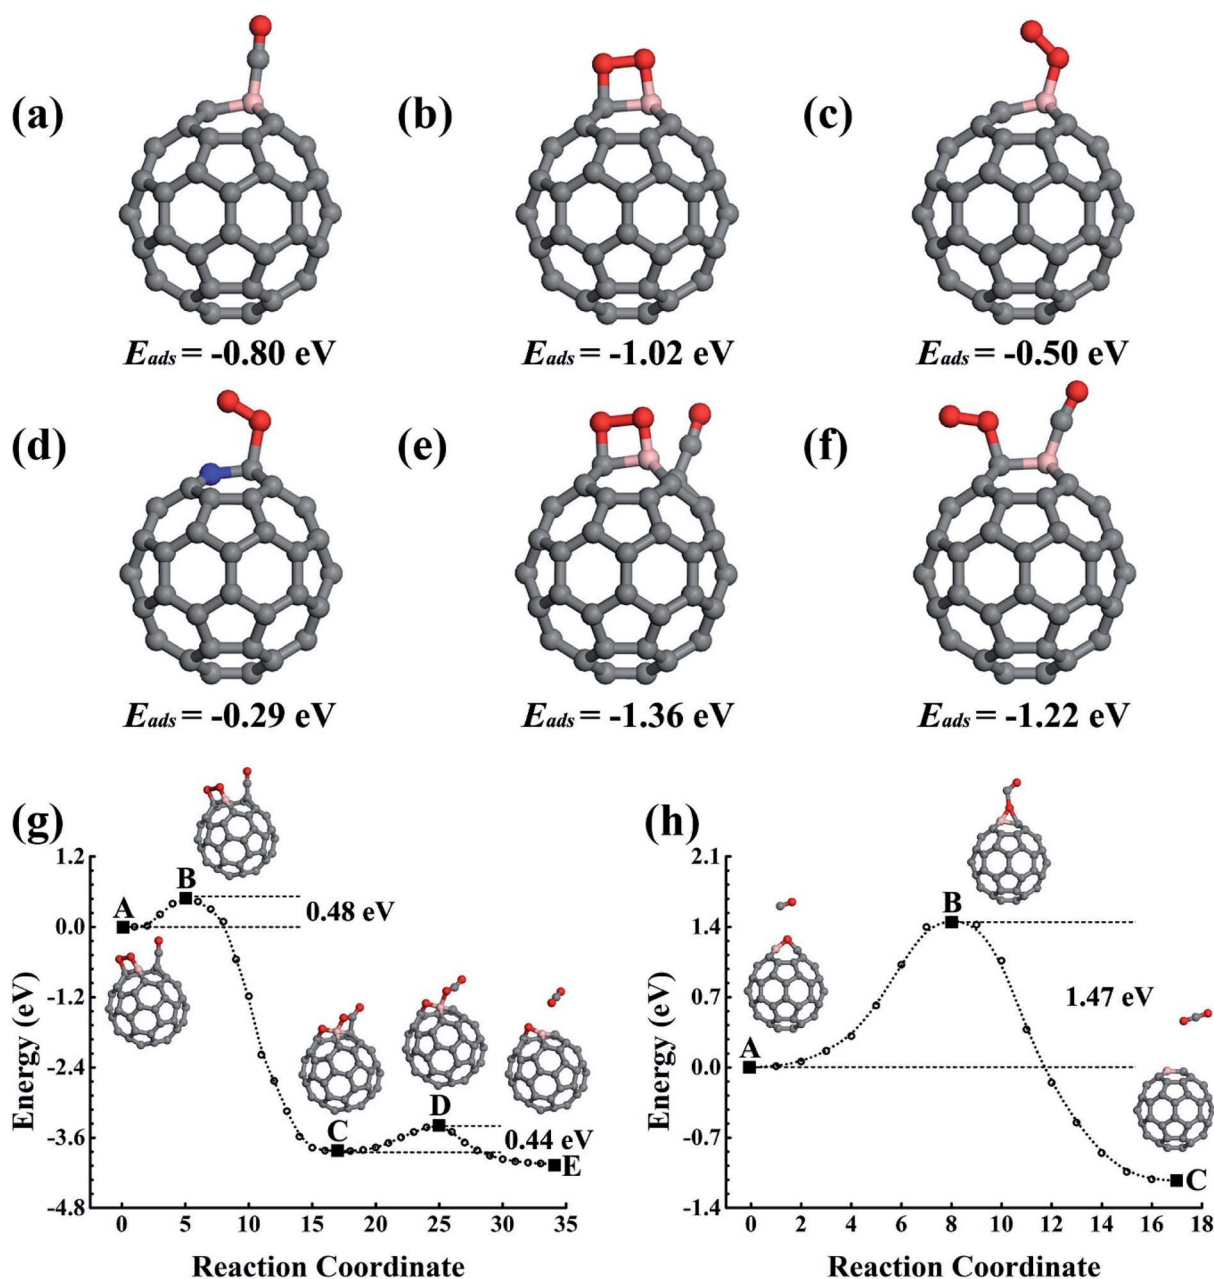 (a) (b) (c)
Eads = -0.80 eV Eads = -1.02 eV Eads = -0.50 eV
(d) (e) (f)
Eads = -0.29 eV Eads = -1.36 eV Eads = -1.22 eV
(g)
1.2
0.0
-1.2
-2.4
-3.6
-4.8
Energy (eV)
A
B
0.48 eV
C
D
0.44 eV
E
0 5 10 15 20 25 30 35
Reaction Coordinate
(h)
2.1
1.4
0.7
0.0
-0.7
-1.4
Energy (eV)
A
B
1.47 eV
C
0 2 4 6 8 10 12 14 16 18
Reaction Coordinate